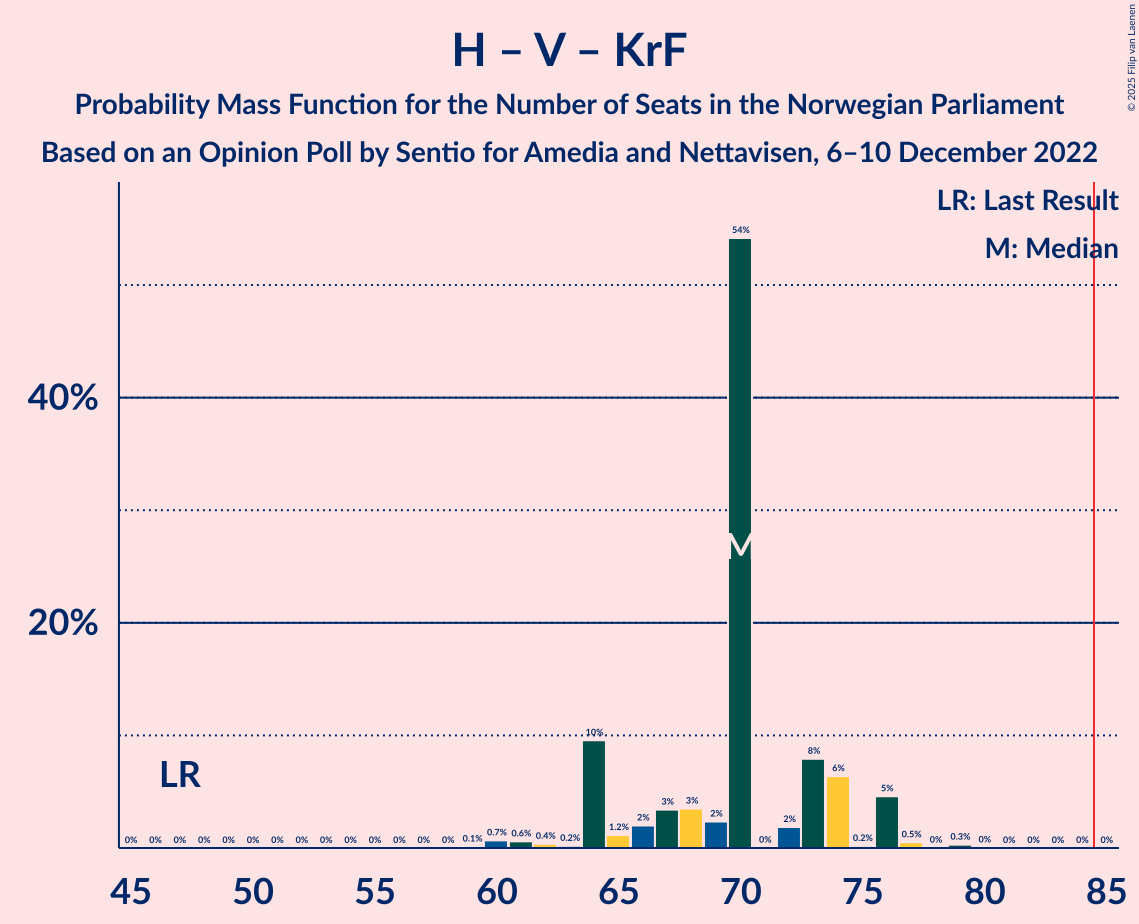 H – V – KrF
Probability Mass Function for the Number of Seats in the Norwegian Parliament
Based on an Opinion Poll by Sentio for Amedia and Nettavisen, 6–10 December 2022
© 2025 Filip van Laenen
LR: Last Result
M: Median
40%
20%
LR
M
0% 0% 0% 0% 0% 0% 0% 0% 0% 0% 0% 0% 0% 0% 0.1% 0.7% 0.6% 0.4% 0.2% 10% 1.2% 2% 3% 3% 2% 54% 0% 2% 8% 6% 0.2% 5% 0.5% 0% 0.3% 0% 0% 0% 0% 0% 0%
45 50 55 60 65 70 75 80 85